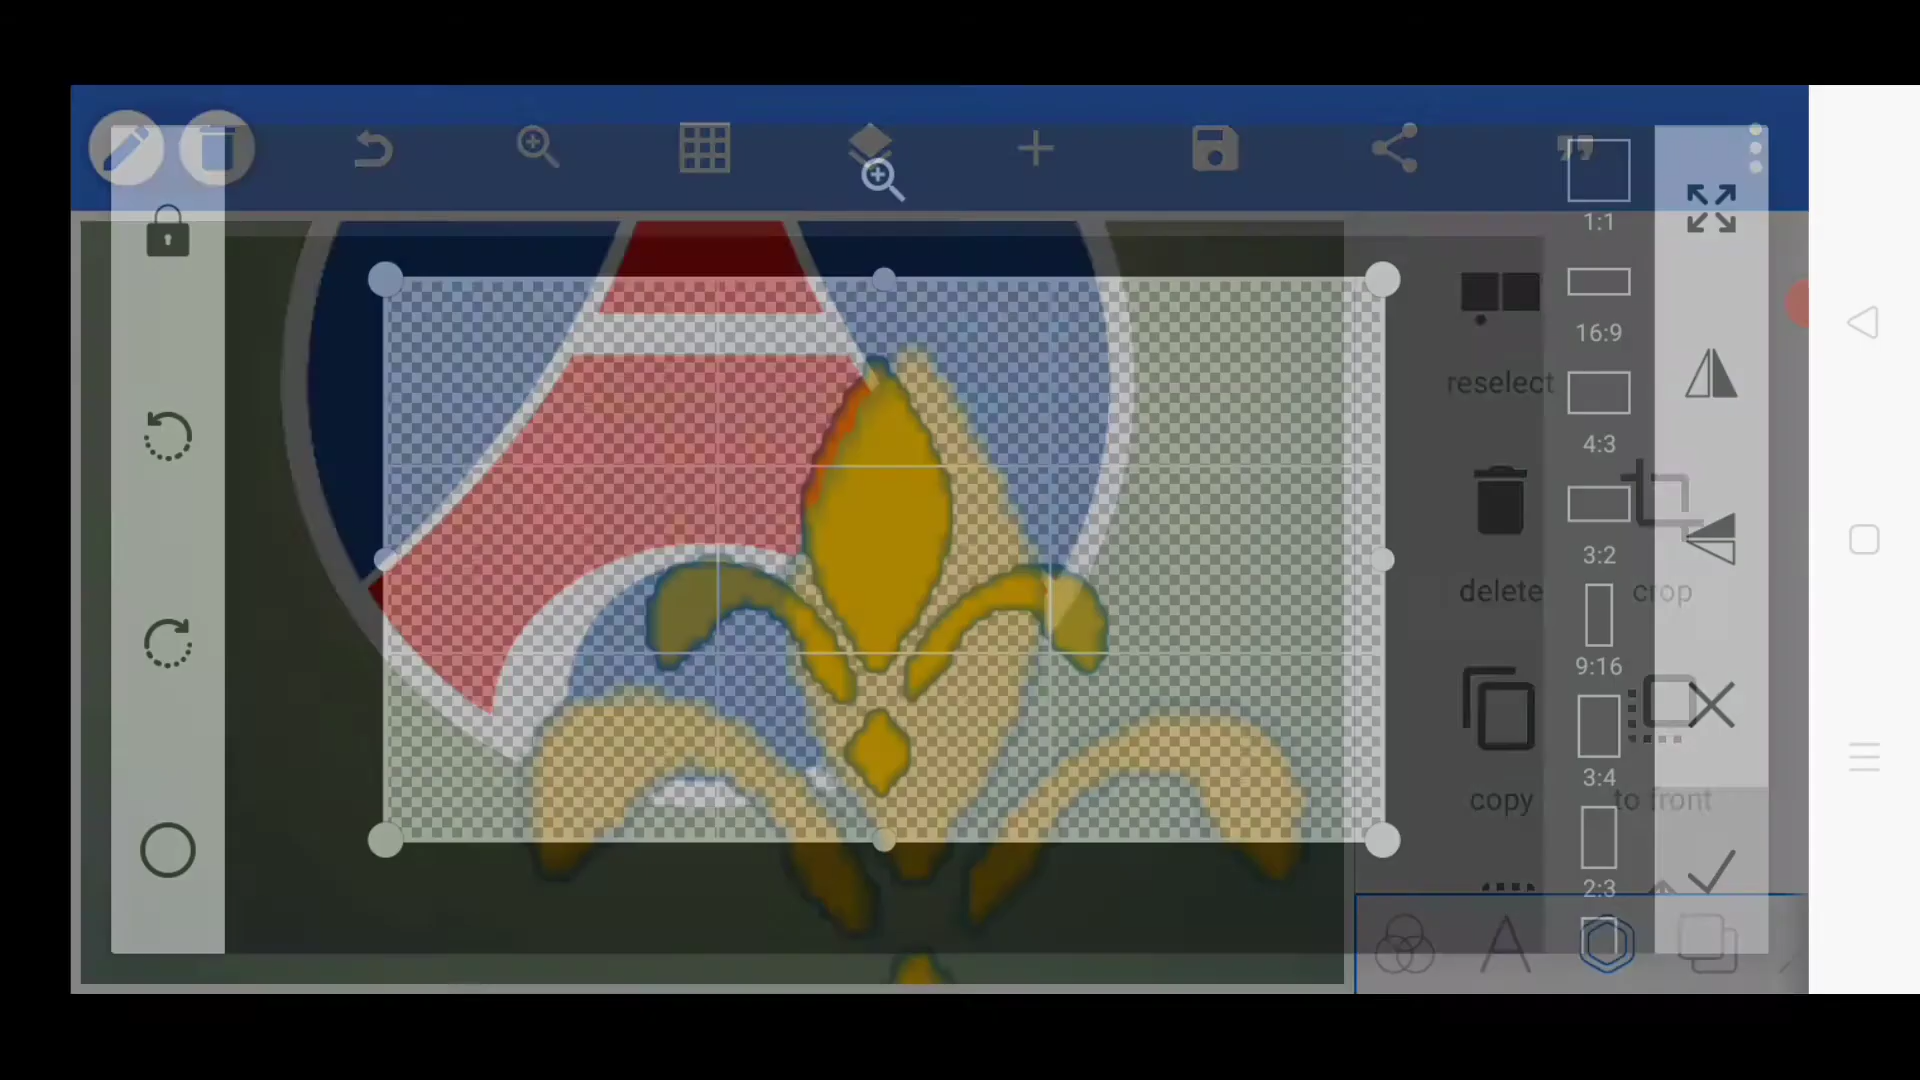 1:1
16:9
reselect
4:3
3:2
delete
crop
9:16
3:4
copy
to front
2:3
A